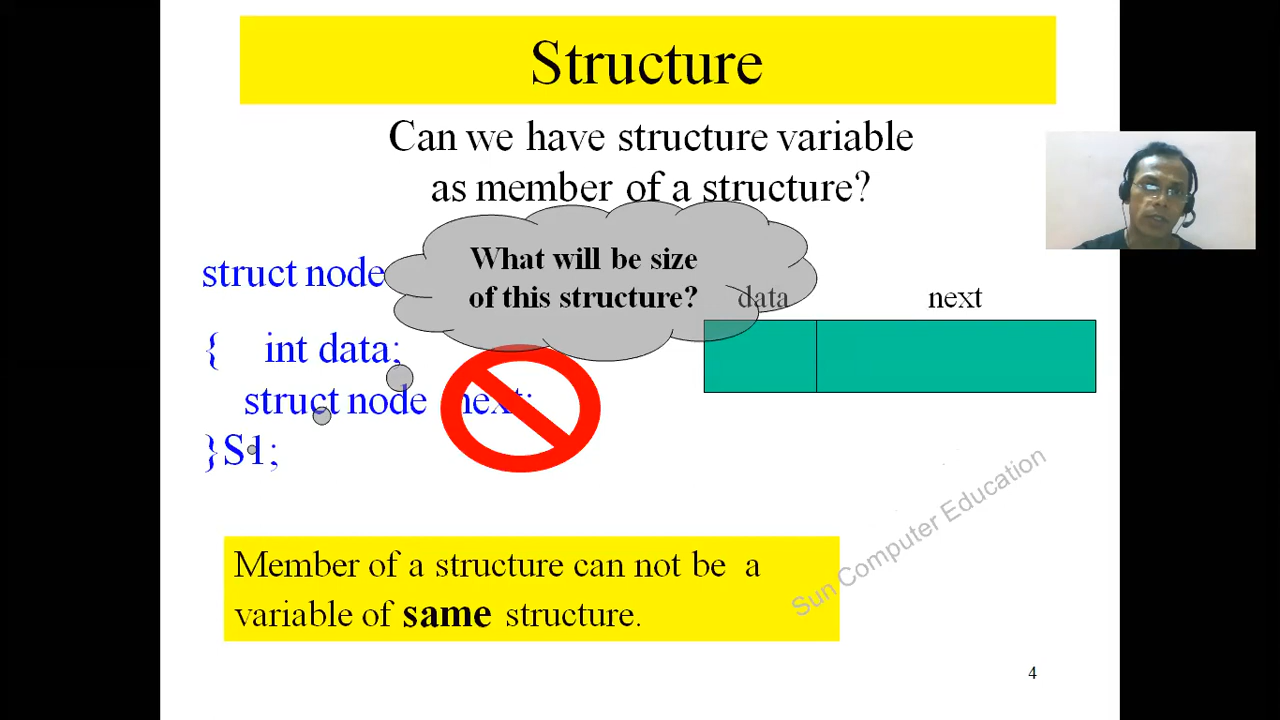 Structure
Can we have structure variable
as member of a structure?
What will be size
of this structure?
struct node
data
next
{ int data;
struct node next;
}S1;
Sun Computer Education
Member of a structure can not be a
variable of same structure.
4